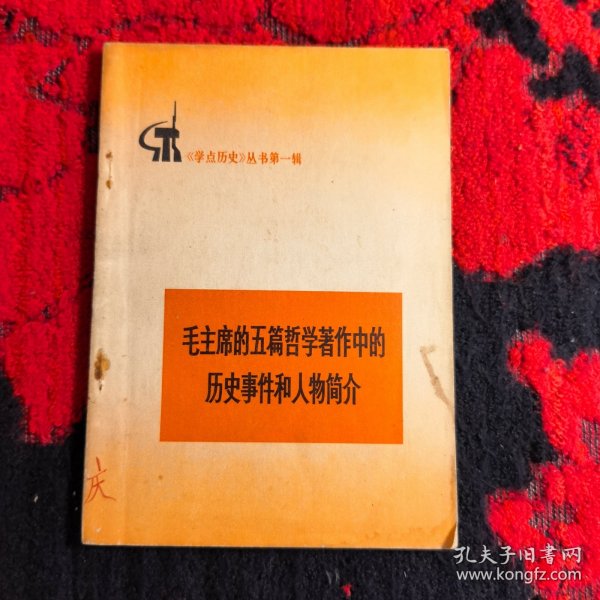 《学点历史》丛书第一辑
毛主席的五篇哲学著作中的
历史事件和人物简介
庆
孔夫子旧书网
www.kongfz.com